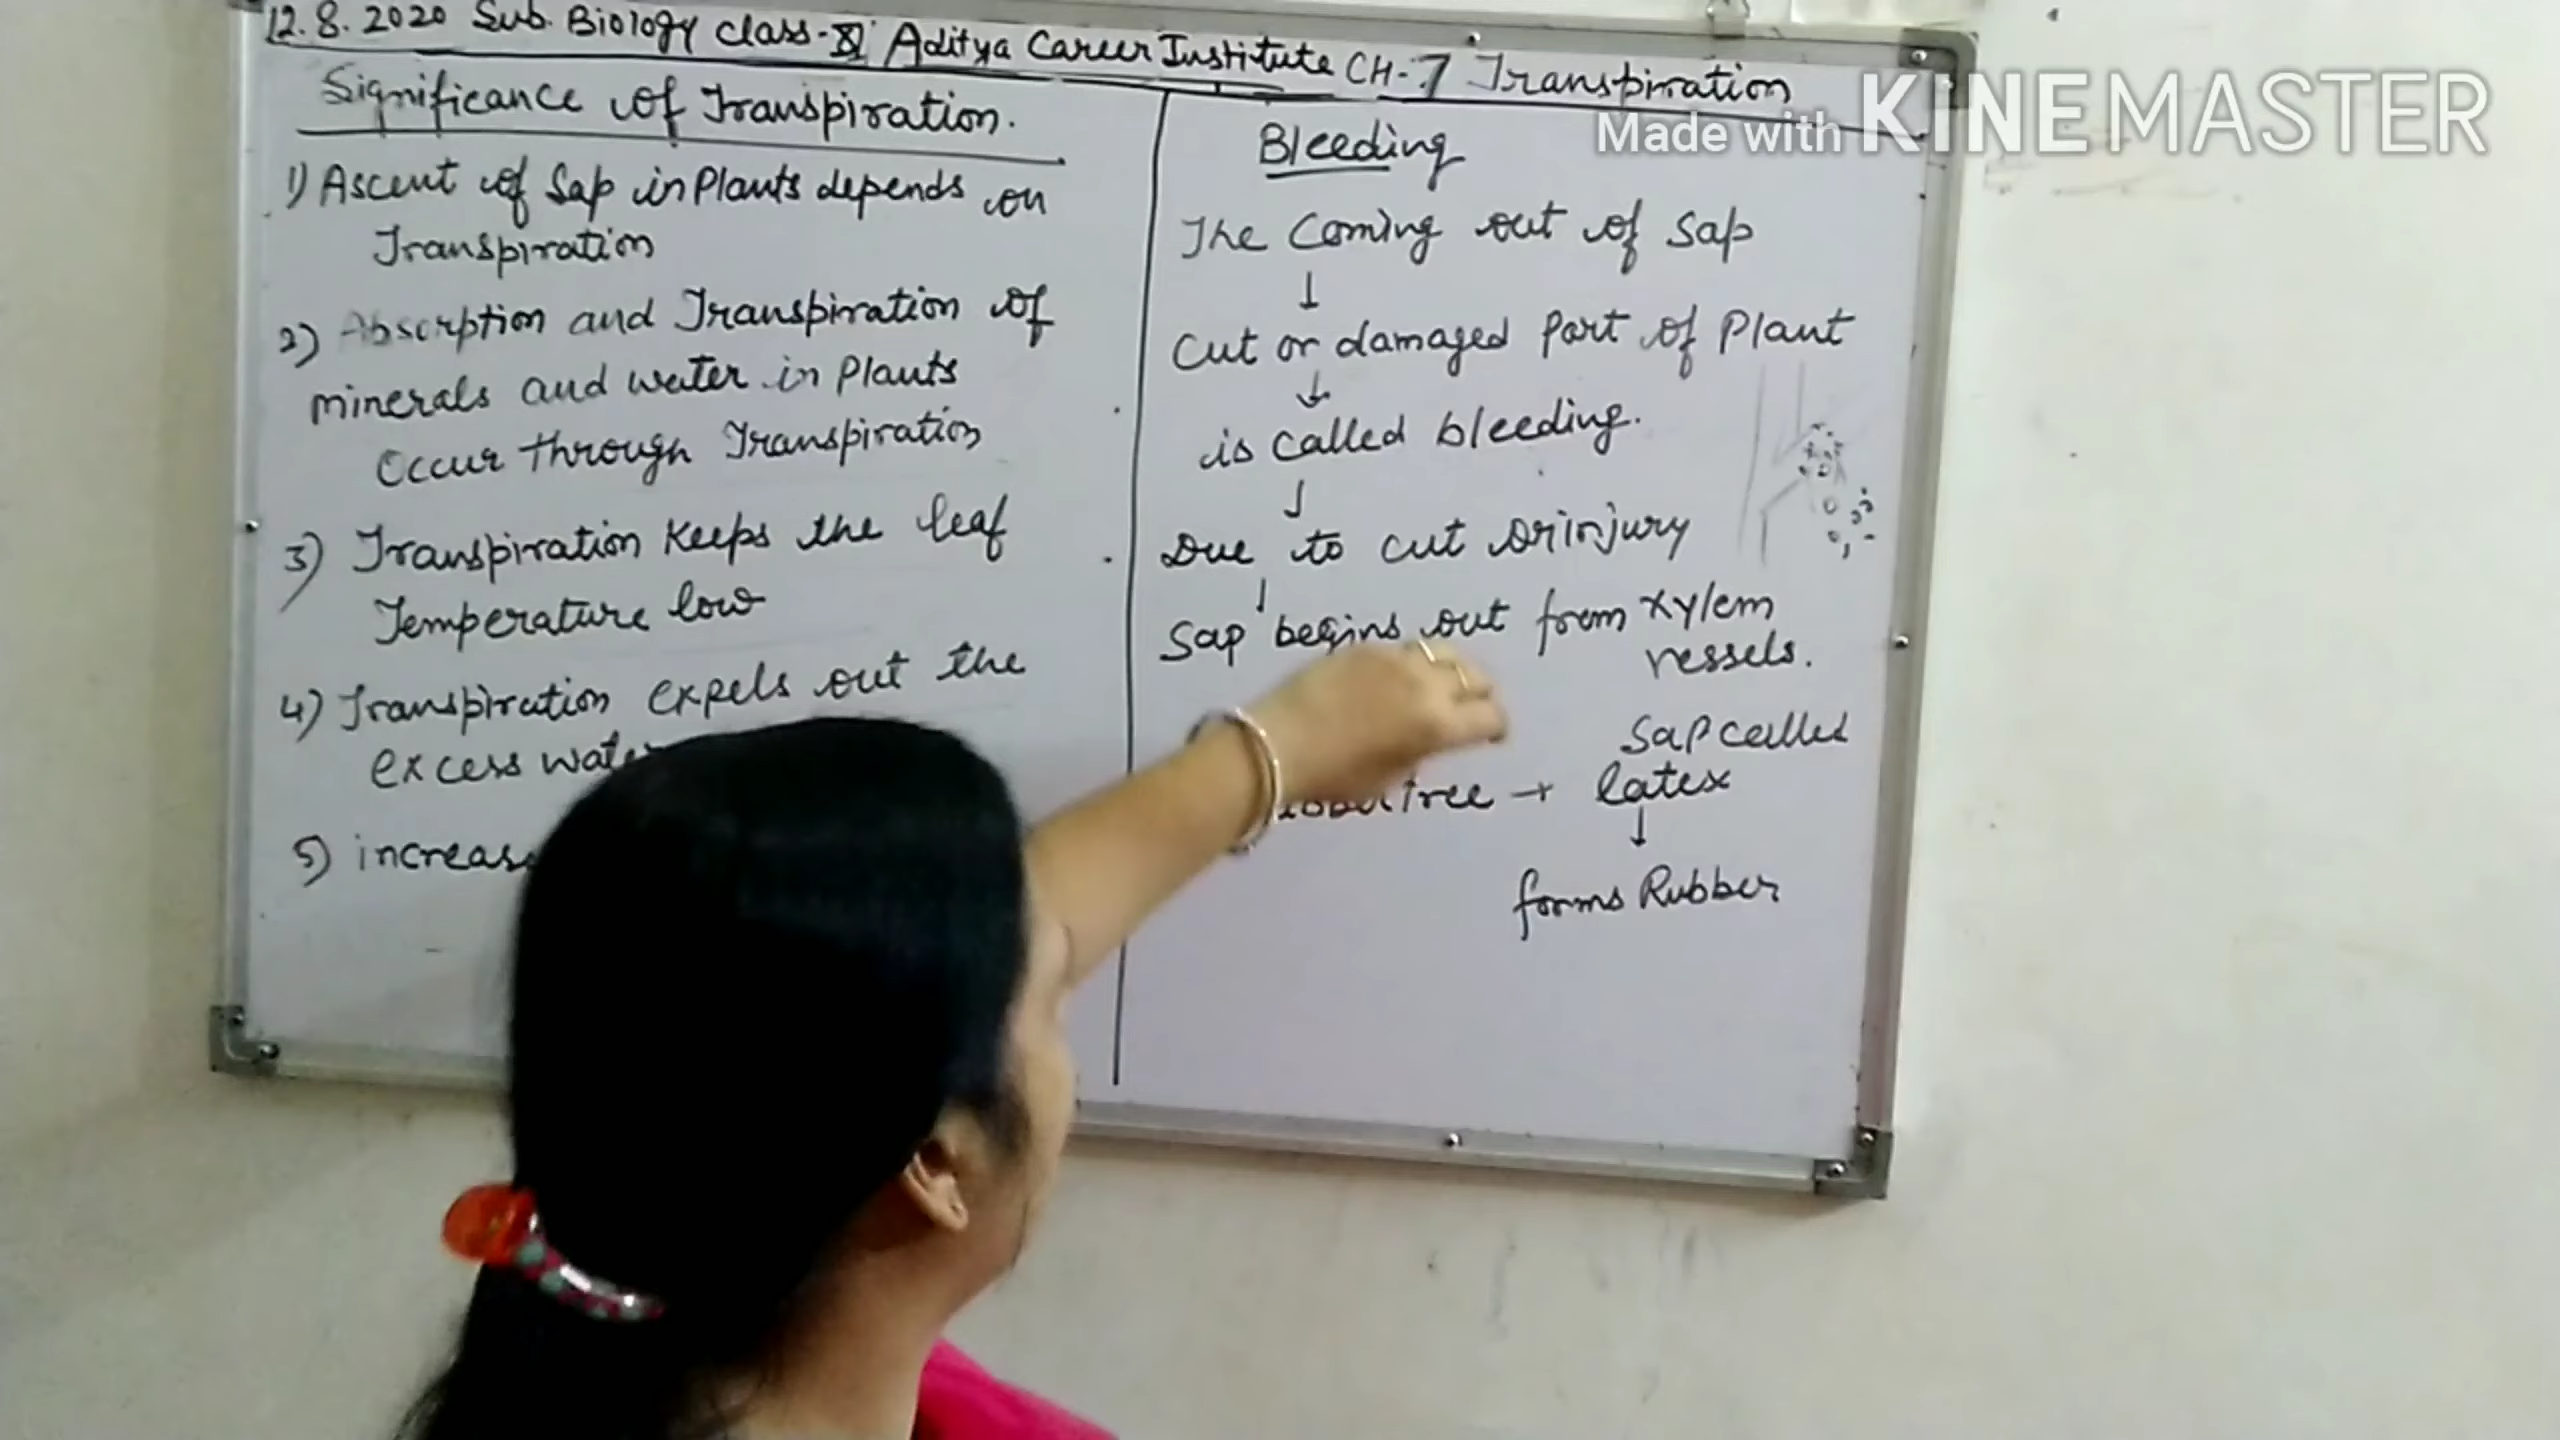 12.8.2020 Sub. Biology Class-XI Aditya Career Institute CH-7 Transpiration
Significance of Transpiration.
1) Ascent of Sap in Plants depends on
Transpiration
2) Absorption and Transpiration of
minerals and water in Plants
Occur through Transpiration
3) Transpiration Keeps the leaf
Temperature low
4) Transpiration expels out the
excess water
5) increase
Bleeding
The Coming out of Sap
↓
Cut or damaged Part of Plant
↓
is Called bleeding.
↓
Due to cut or injury
↓
Sap begins out from xylem
vessels.
Sap called
Tree → latex
↓
forms Rubber
Made with KINEMASTER